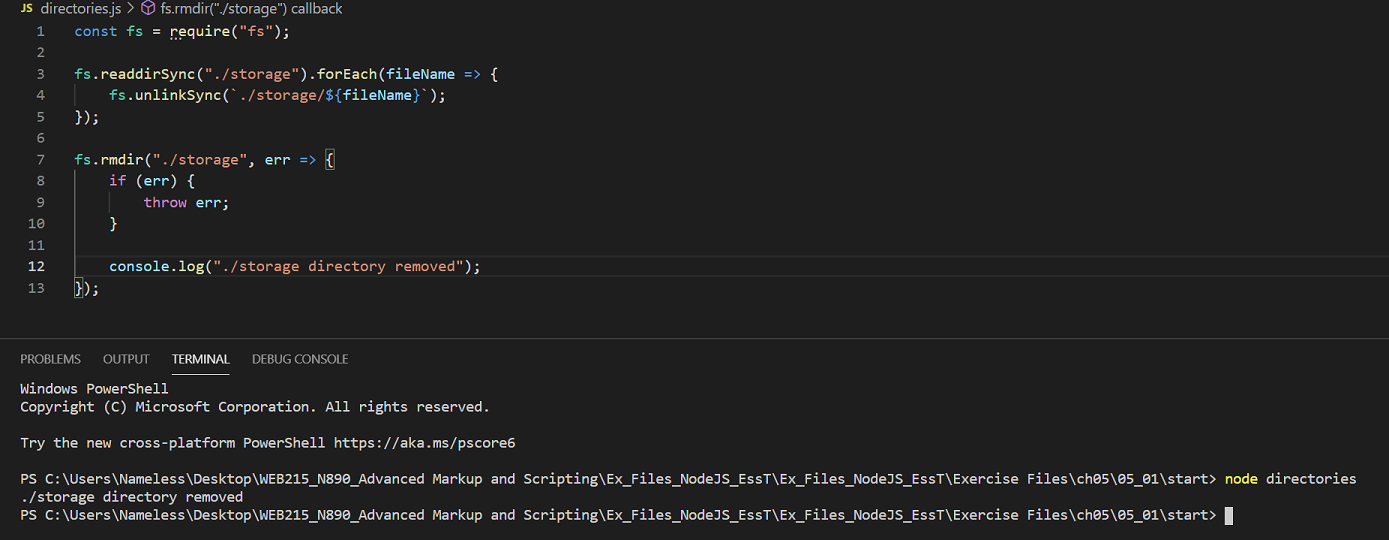 JS directories.js > fs.rmdir("./storage") callback
1 const fs = require("fs");
2
3 fs.readdirSync("./storage").forEach(fileName => {
4     fs.unlinkSync(`./storage/${fileName}`);
5 });
6
7 fs.rmdir("./storage", err => {
8     if (err) {
9         throw err;
10     }
11
12     console.log("./storage directory removed");
13 });
PROBLEMS OUTPUT TERMINAL DEBUG CONSOLE
Windows PowerShell
Copyright (C) Microsoft Corporation. All rights reserved.
Try the new cross-platform PowerShell https://aka.ms/pscore6
PS C:\Users\Nameless\Desktop\WEB215_N890_Advanced Markup and Scripting\Ex_Files_NodeJS_EssT\Ex_Files_NodeJS_EssT\Exercise Files\ch05\05_01\start> node directories
./storage directory removed
PS C:\Users\Nameless\Desktop\WEB215_N890_Advanced Markup and Scripting\Ex_Files_NodeJS_EssT\Ex_Files_NodeJS_EssT\Exercise Files\ch05\05_01\start>